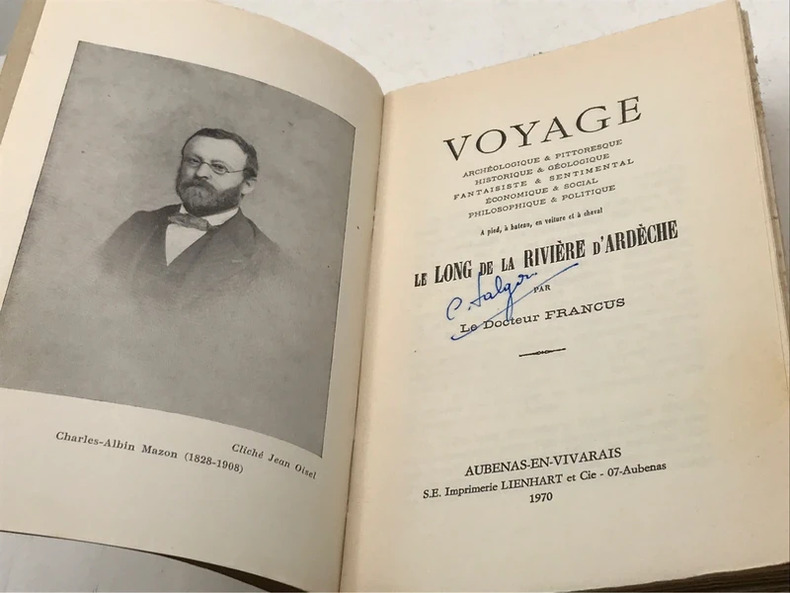 Cliché Jean Oisel
Charles-Albin Mazon (1828-1908)
VOYAGE
ARCHÉOLOGIQUE & PITTORESQUE
HISTORIQUE & GÉOLOGIQUE
FANTAISISTE & SENTIMENTAL
ÉCONOMIQUE & SOCIAL
PHILOSOPHIQUE & POLITIQUE
A pied, à bateau, en voiture et à cheval
LE LONG DE LA RIVIÈRE D'ARDÈCHE
PAR
Le Docteur FRANCUS
AUBENAS-EN-VIVARAIS
S.E. Imprimerie LIENHART et Cie - 07-Aubenas
1970